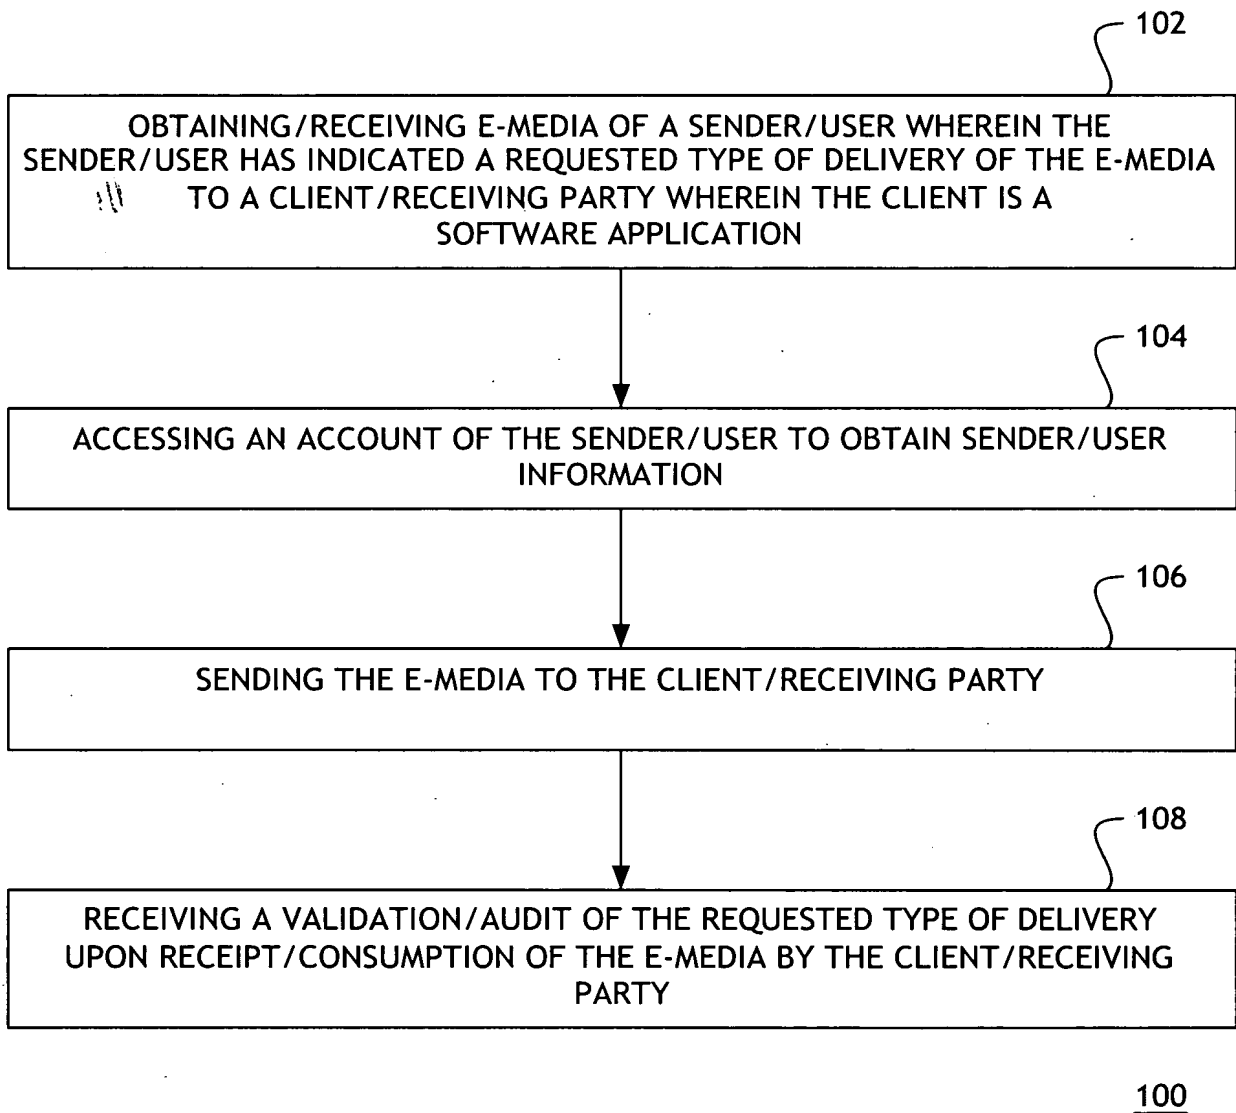 102
OBTAINING/RECEIVING E-MEDIA OF A SENDER/USER WHEREIN THE
SENDER/USER HAS INDICATED A REQUESTED TYPE OF DELIVERY OF THE E-MEDIA
TO A CLIENT/RECEIVING PARTY WHEREIN THE CLIENT IS A
SOFTWARE APPLICATION
104
ACCESSING AN ACCOUNT OF THE SENDER/USER TO OBTAIN SENDER/USER
INFORMATION
106
SENDING THE E-MEDIA TO THE CLIENT/RECEIVING PARTY
108
RECEIVING A VALIDATION/AUDIT OF THE REQUESTED TYPE OF DELIVERY
UPON RECEIPT/CONSUMPTION OF THE E-MEDIA BY THE CLIENT/RECEIVING
PARTY
100